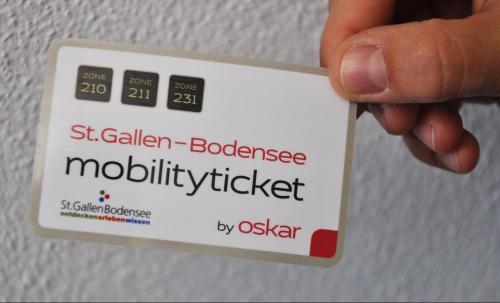 ZONE 210 ZONE 211 ZONE 231
St.Gallen – Bodensee
mobilityticket
St.GallenBodensee
entdeckenerlebenwissen
by oskar